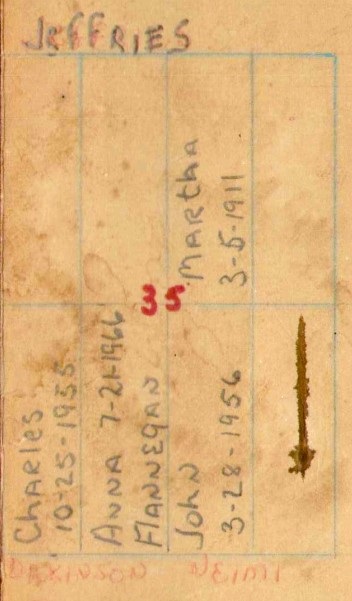 JEFFRIES
Martha
3-5-1911
35
Charles
10-25-1955
ANNA 7-21-1966
FLANNEGAN
John
3-28-1956